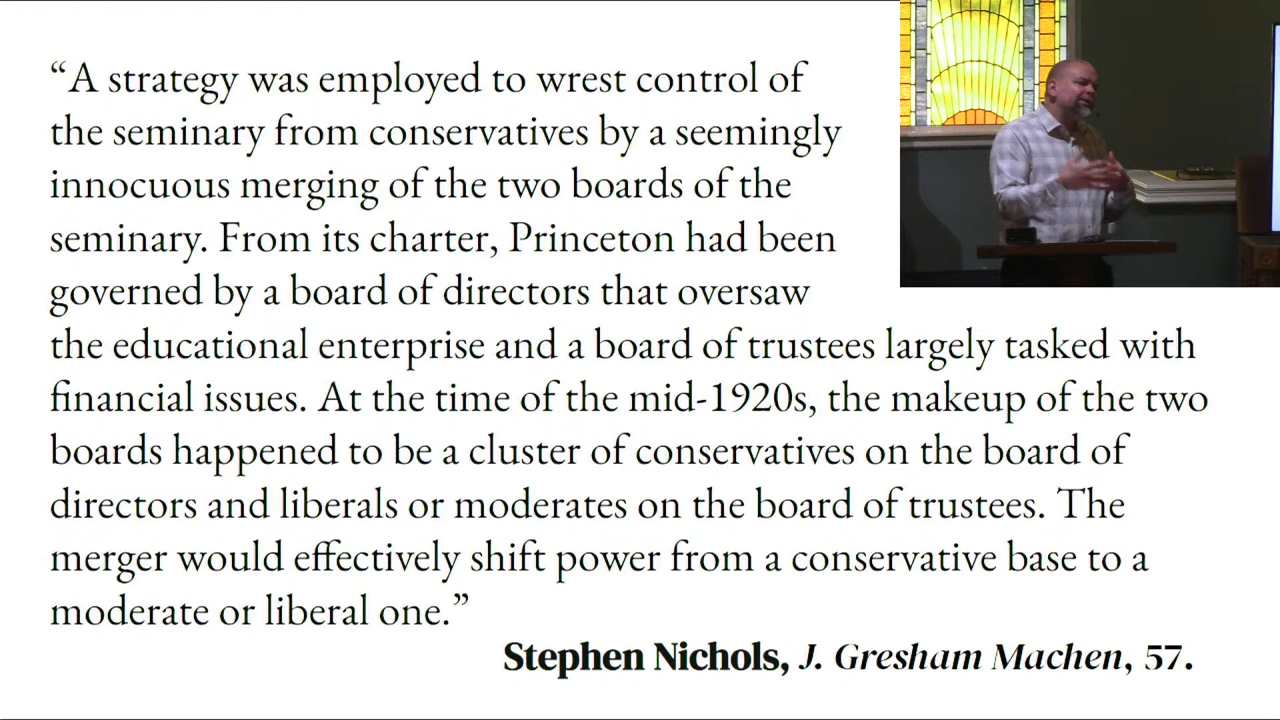 “A strategy was employed to wrest control of
the seminary from conservatives by a seemingly
innocuous merging of the two boards of the
seminary. From its charter, Princeton had been
governed by a board of directors that oversaw
the educational enterprise and a board of trustees largely tasked with
financial issues. At the time of the mid-1920s, the makeup of the two
boards happened to be a cluster of conservatives on the board of
directors and liberals or moderates on the board of trustees. The
merger would effectively shift power from a conservative base to a
moderate or liberal one.”
Stephen Nichols, J. Gresham Machen, 57.